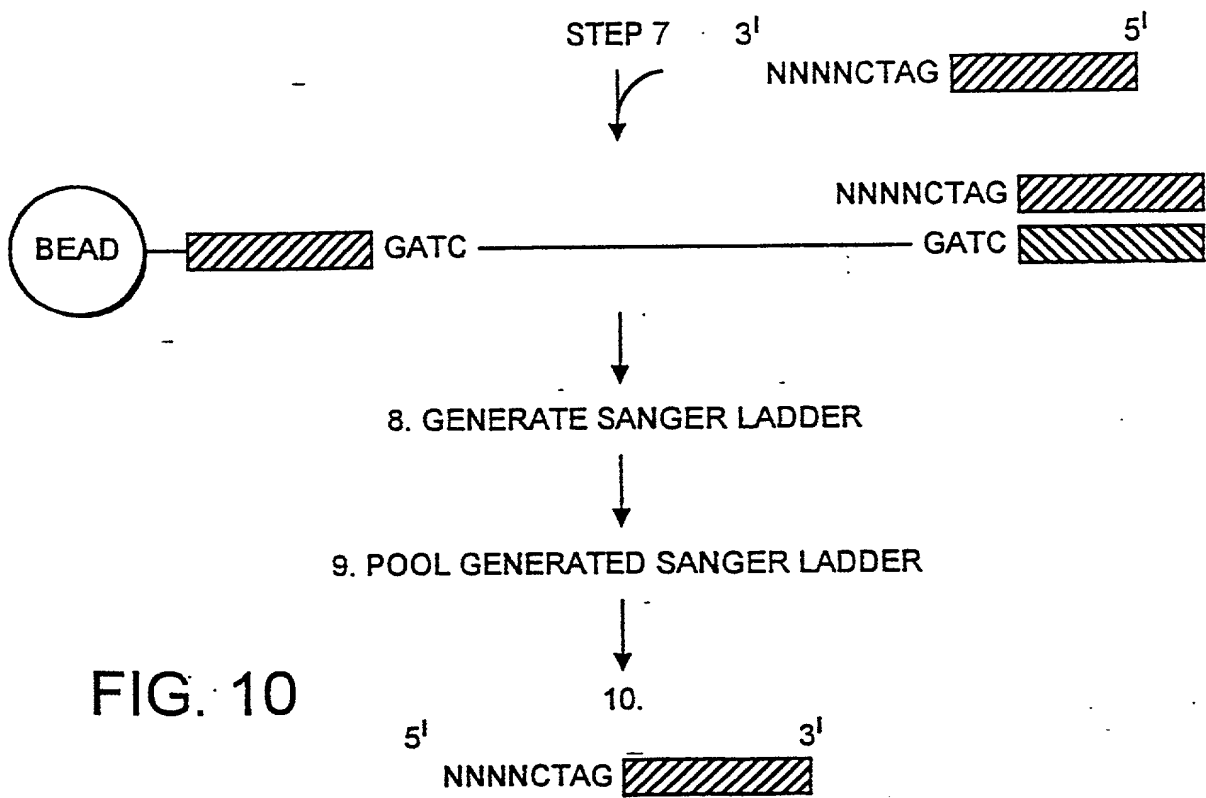 STEP 7 3' 5'
NNNNCTAG
NNNNCTAG
BEAD GATC GATC
8. GENERATE SANGER LADDER
9. POOL GENERATED SANGER LADDER
FIG. 10
10.
5' 3'
NNNNCTAG